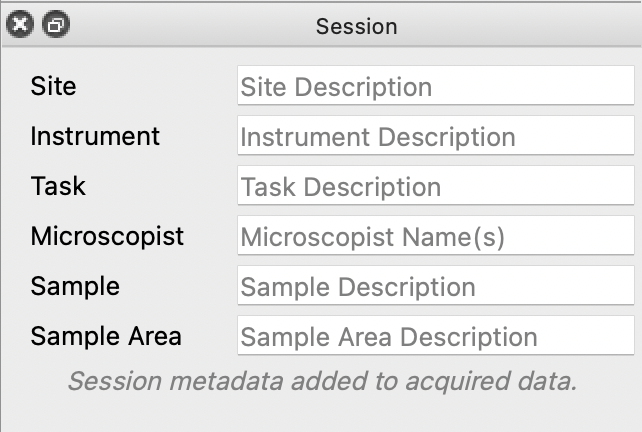 Session
Site Site Description
Instrument Instrument Description
Task Task Description
Microscopist Microscopist Name(s)
Sample Sample Description
Sample Area Sample Area Description
Session metadata added to acquired data.